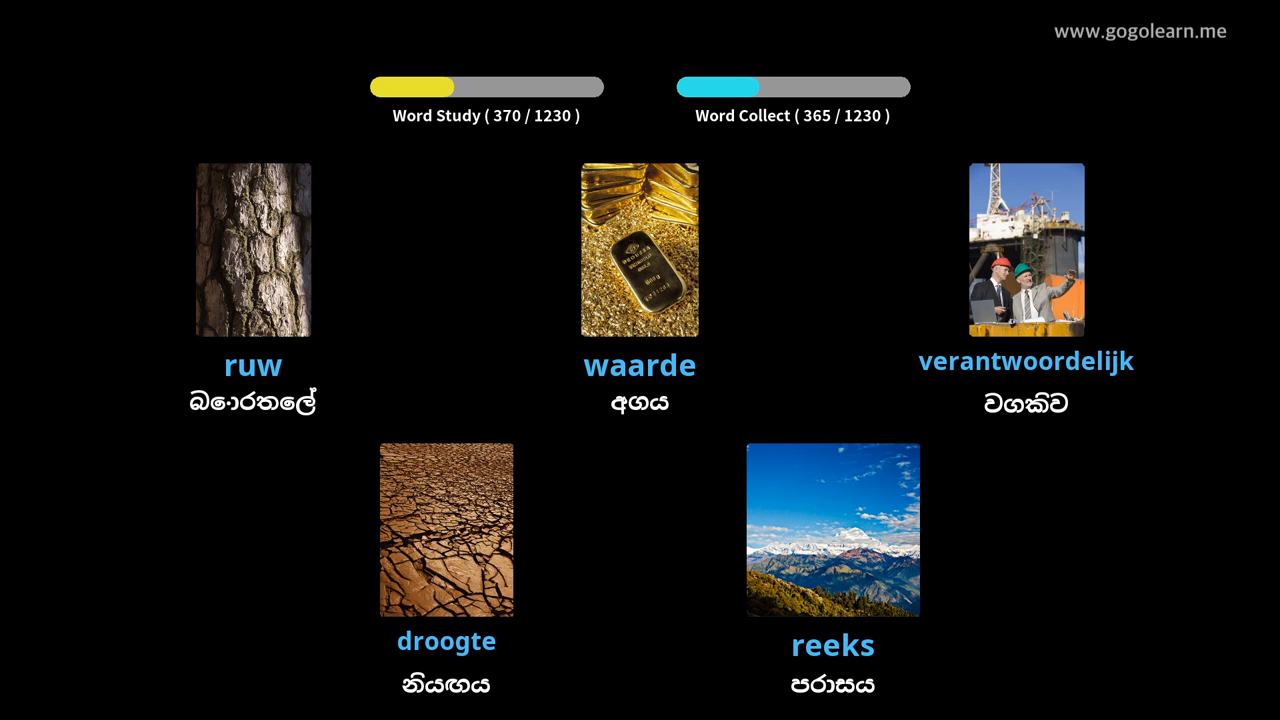 www.gogolearn.me
Word Study ( 370 / 1230 )
Word Collect ( 365 / 1230 )
ruw
waarde
අගය
verantwoordelijk
වගකිව
droogte
නියඟය
reeks
පරාසය